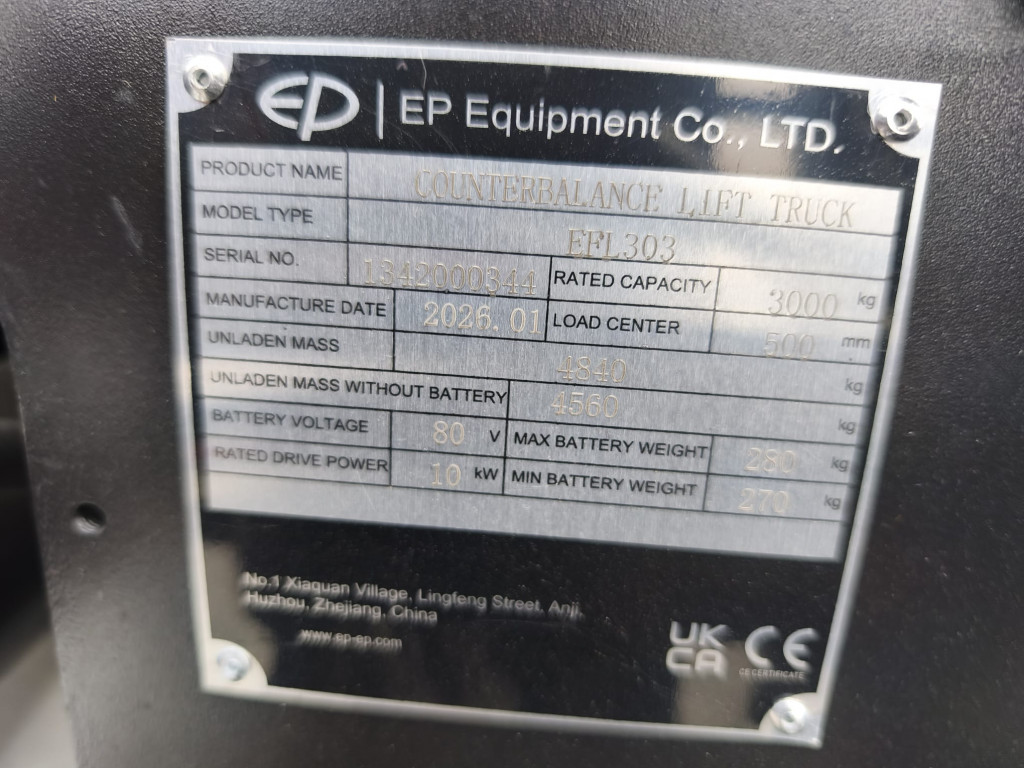 EP | EP Equipment Co., LTD.
PRODUCT NAME COUNTERBALANCE LIFT TRUCK
MODEL TYPE EFL303
SERIAL NO. 1342000344 RATED CAPACITY 3000 kg
MANUFACTURE DATE 2026.01 LOAD CENTER 500 mm
UNLADEN MASS 4840 kg
UNLADEN MASS WITHOUT BATTERY 4560 kg
BATTERY VOLTAGE 80 V MAX BATTERY WEIGHT 280 kg
RATED DRIVE POWER 10 kW MIN BATTERY WEIGHT 270 kg
No.1 Xiaquan Village, Lingfeng Street, Anji,
Huzhou, Zhejiang, China
www.ep-ep.com
UK
CA CE
CE CERTIFICATE